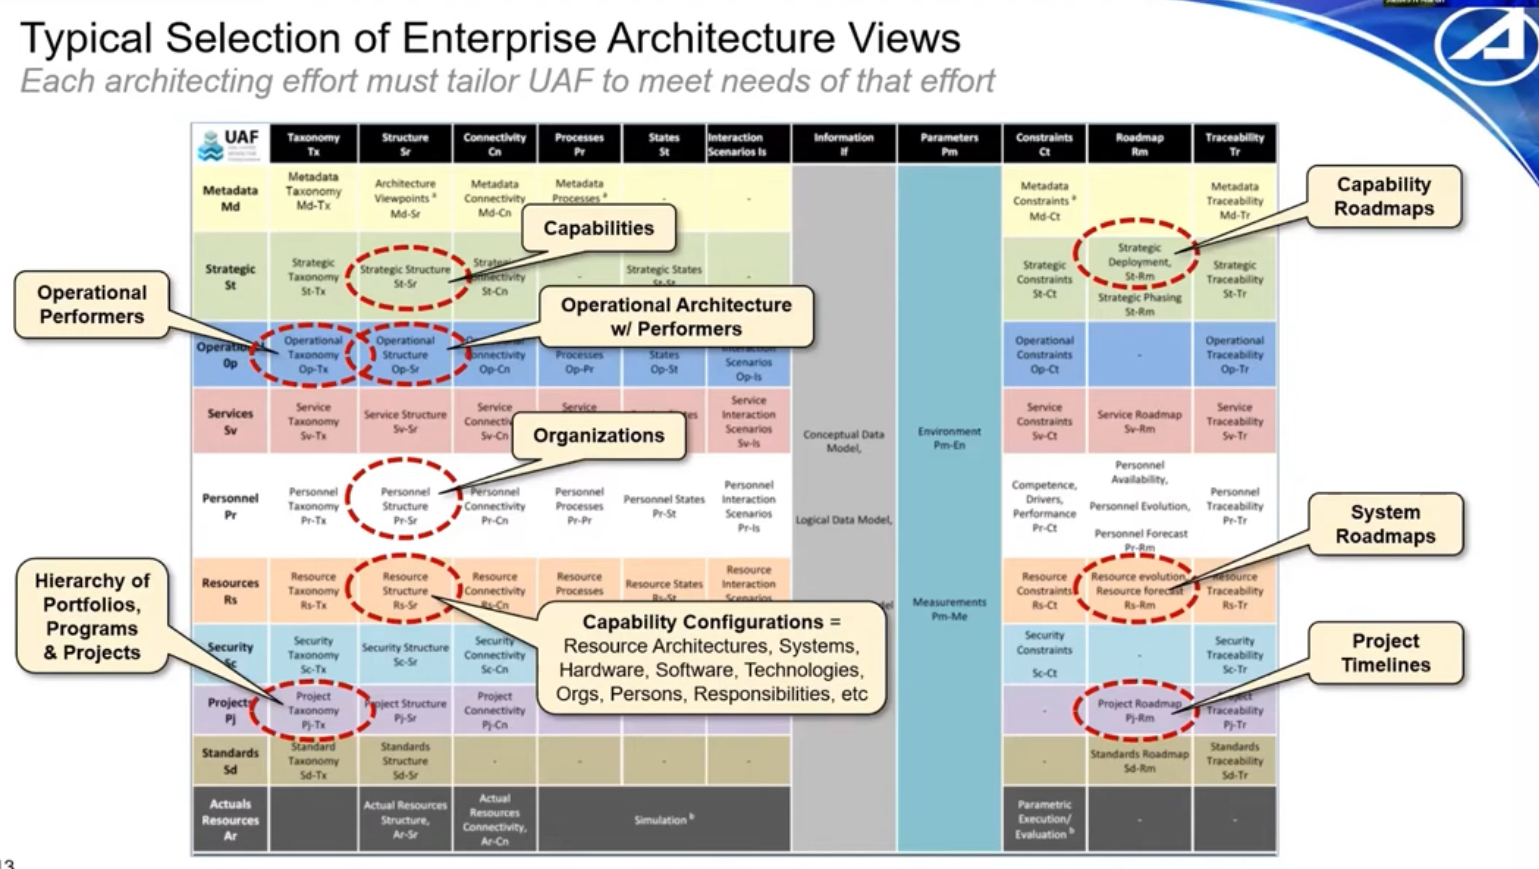 Typical Selection of Enterprise Architecture Views
Each architecting effort must tailor UAF to meet needs of that effort
UAF
Taxonomy
Tx
Structure
Sr
Connectivity
Cn
Processes
Pr
States
St
Interaction
Scenarios Is
Information
If
Parameters
Pm
Constraints
Ct
Roadmap
Rm
Traceability
Tr
Metadata
Md
Metadata
Taxonomy
Md-Tx
Architecture
Viewpoints a
Md-Sr
Metadata
Connectivity
Md-Cn
Metadata
Processes a
-
-
Metadata
Constraints a
Md-Ct
Metadata
Traceability
Md-Tr
Capabilities
Capability
Roadmaps
Strategic
St
Strategic
Taxonomy
St-Tx
Strategic Structure
St-Sr
St-Cn
-
Strategic States
St-St
-
Strategic
Constraints
St-Ct
Strategic
Deployment,
St-Rm
Strategic Phasing
St-Rm
Strategic
Traceability
St-Tr
Operational
Performers
Operational Architecture
w/ Performers
Op
Operational
Taxonomy
Op-Tx
Operational
Structure
Op-Sr
Op-Cn
Processes
Op-Pr
States
Op-St
Interaction
Scenarios
Op-Is
Operational
Constraints
Op-Ct
-
Operational
Traceability
Op-Tr
Services
Sv
Service
Taxonomy
Sv-Tx
Service Structure
Sv-Sr
Service
Sv-Cn
Service
Service
Interaction
Scenarios
Sv-Is
Conceptual Data
Model,
Environment
Pm-En
Service
Constraints
Sv-Ct
Service Roadmap
Sv-Rm
Service
Traceability
Sv-Tr
Organizations
Personnel
Pr
Personnel
Taxonomy
Pr-Tx
Personnel
Structure
Pr-Sr
Personnel
Connectivity
Pr-Cn
Personnel
Processes
Pr-Pr
Personnel States
Pr-St
Personnel
Interaction
Scenarios
Pr-Is
Logical Data Model,
Competence,
Drivers,
Performance
Pr-Ct
Personnel
Availability,
Personnel Evolution,
Personnel Forecast
Pr-Rm
Personnel
Traceability
Pr-Tr
System
Roadmaps
Hierarchy of
Portfolios,
Programs
& Projects
Resources
Rs
Resource
Taxonomy
Rs-Tx
Resource
Structure
Rs-Sr
Resource
Connectivity
Rs-Cn
Resource
Processes
Resource States
Rs-St
Resource
Interaction
Scenarios
Measurements
Pm-Me
Resource
Constraints
Rs-Ct
Resource evolution,
Resource forecast
Rs-Rm
Resource
Traceability
Rs-Tr
Capability Configurations =
Resource Architectures, Systems,
Hardware, Software, Technologies,
Orgs, Persons, Responsibilities, etc
Security
Sc
Security
Taxonomy
Sc-Tx
Security Structure
Sc-Sr
Security
Connectivity
Sc-Cn
Security
Constraints
Sc-Ct
-
Security
Traceability
Sc-Tr
Project
Timelines
Projects
Pj
Project
Taxonomy
Pj-Tx
Project Structure
Pj-Sr
Project
Connectivity
Pj-Cn
-
Project Roadmap
Pj-Rm
Project
Traceability
Pj-Tr
Standards
Sd
Standard
Taxonomy
Sd-Tx
Standards
Structure
Sd-Sr
-
-
-
-
-
Standards Roadmap
Sd-Rm
Standards
Traceability
Sd-Tr
Actuals
Resources
Ar
Actual Resources
Structure,
Ar-Sr
Actual
Resources
Connectivity,
Ar-Cn
Simulation b
Parametric
Execution/
Evaluation b
-
-
13